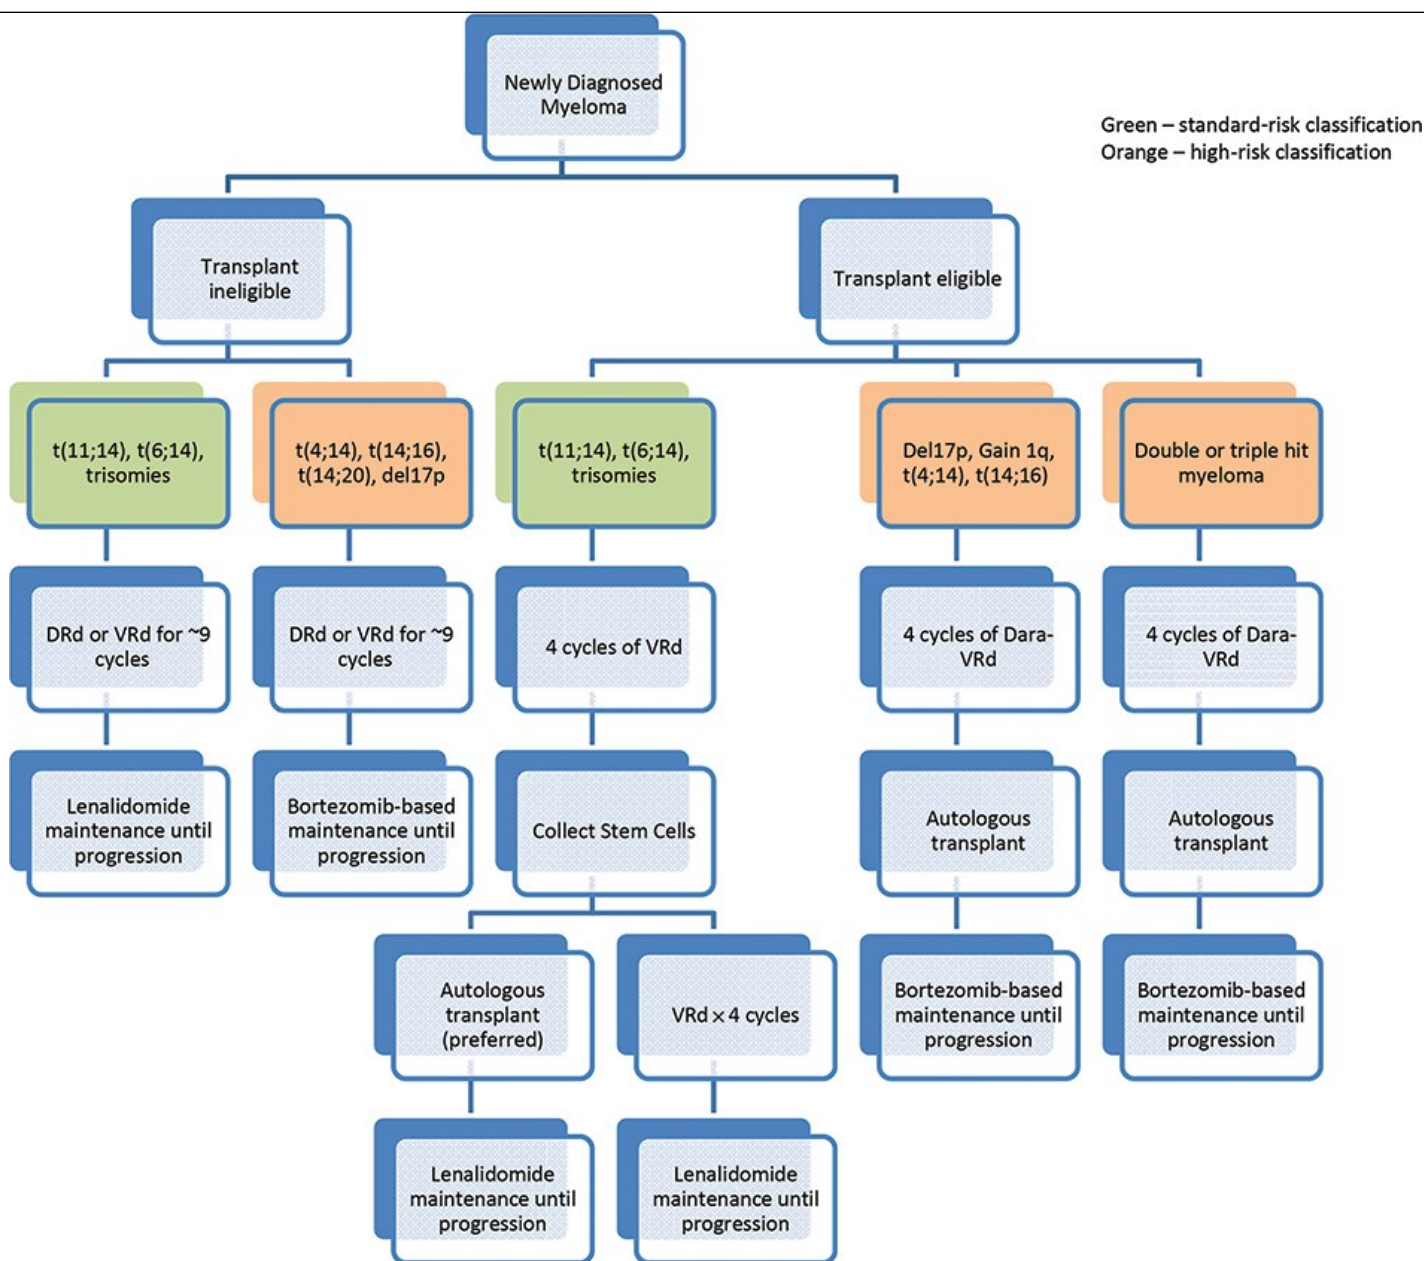 Newly Diagnosed
Myeloma
Green – standard-risk classification
Orange – high-risk classification
Transplant
ineligible
Transplant eligible
t(11;14), t(6;14),
trisomies
t(4;14), t(14;16),
t(14;20), del17p
t(11;14), t(6;14),
trisomies
Del17p, Gain 1q,
t(4;14), t(14;16)
Double or triple hit
myeloma
DRd or VRd for ~9
cycles
DRd or VRd for ~9
cycles
4 cycles of VRd
4 cycles of Dara-
VRd
4 cycles of Dara-
VRd
Lenalidomide
maintenance until
progression
Bortezomib-based
maintenance until
progression
Collect Stem Cells
Autologous
transplant
Autologous
transplant
Autologous
transplant
(preferred)
VRd × 4 cycles
Bortezomib-based
maintenance until
progression
Bortezomib-based
maintenance until
progression
Lenalidomide
maintenance until
progression
Lenalidomide
maintenance until
progression